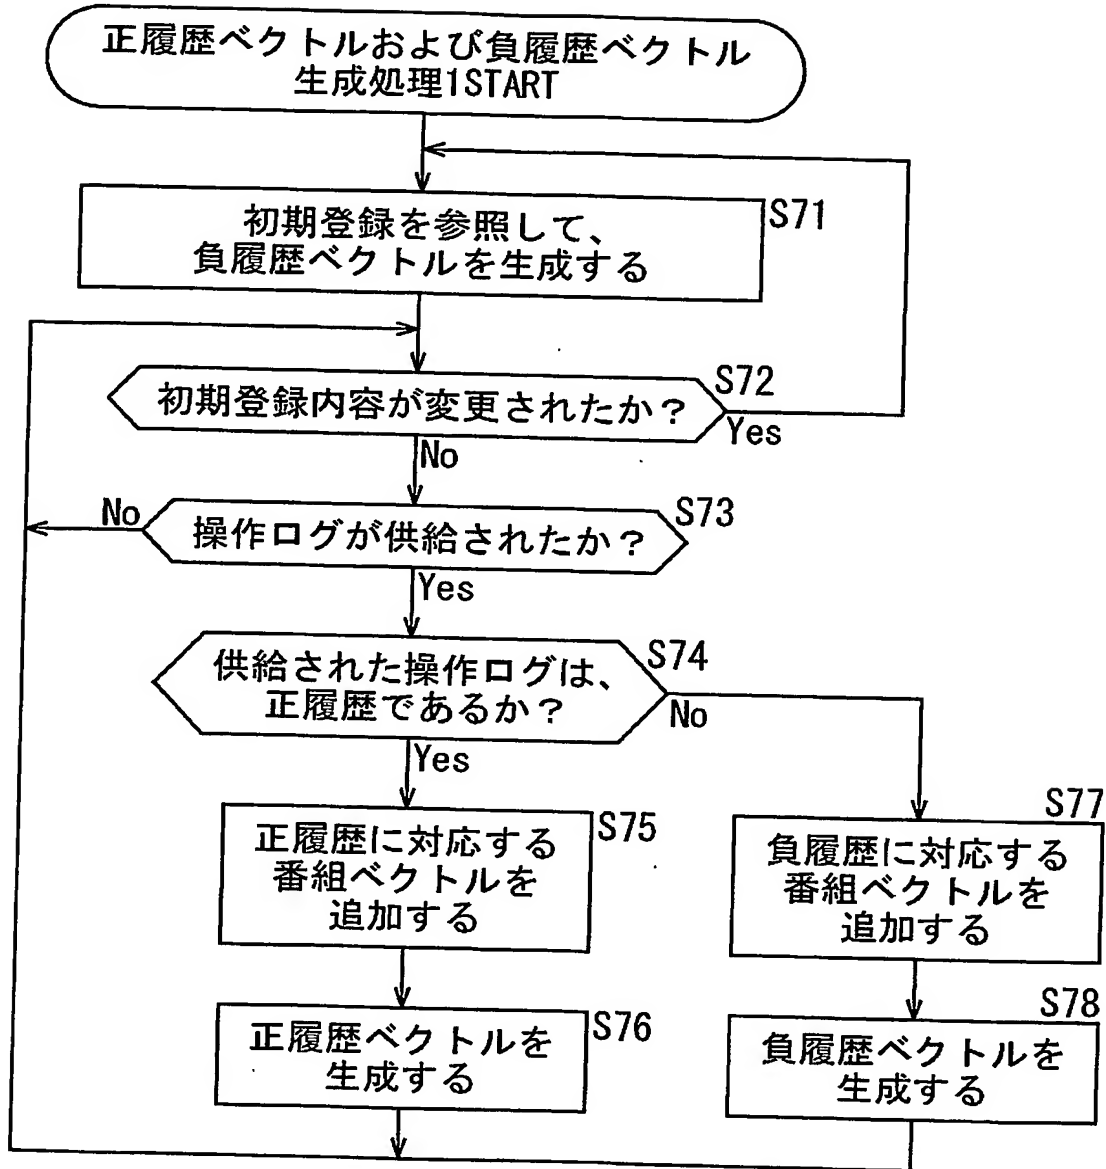 正履歴ベクトルおよび負履歴ベクトル
生成処理1START
初期登録を参照して、
負履歴ベクトルを生成する
S71
初期登録内容が変更されたか？
S72
Yes
No
操作ログが供給されたか？
S73
No
Yes
供給された操作ログは、
正履歴であるか？
S74
No
Yes
正履歴に対応する
番組ベクトルを
追加する
S75
正履歴ベクトルを
生成する
S76
S77
負履歴に対応する
番組ベクトルを
追加する
S78
負履歴ベクトルを
生成する